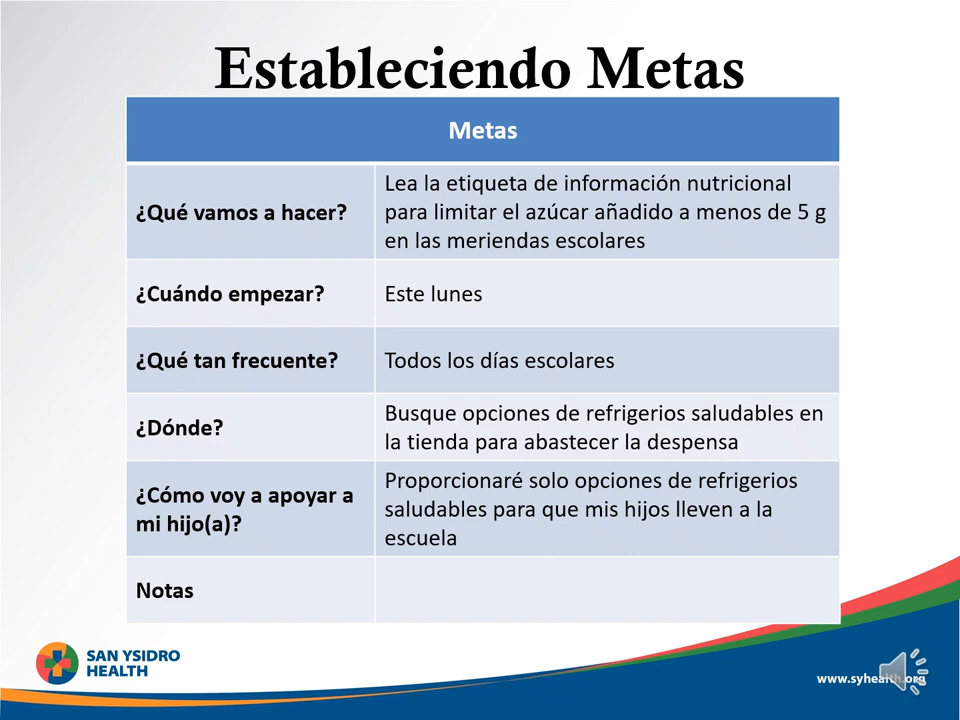 Estableciendo Metas
Metas
¿Qué vamos a hacer?
Lea la etiqueta de información nutricional
para limitar el azúcar añadido a menos de 5 g
en las meriendas escolares
¿Cuándo empezar?
Este lunes
¿Qué tan frecuente?
Todos los días escolares
¿Dónde?
Busque opciones de refrigerios saludables en
la tienda para abastecer la despensa
¿Cómo voy a apoyar a
mi hijo(a)?
Proporcionaré solo opciones de refrigerios
saludables para que mis hijos lleven a la
escuela
Notas
SAN YSIDRO
HEALTH
www.syhealth.org